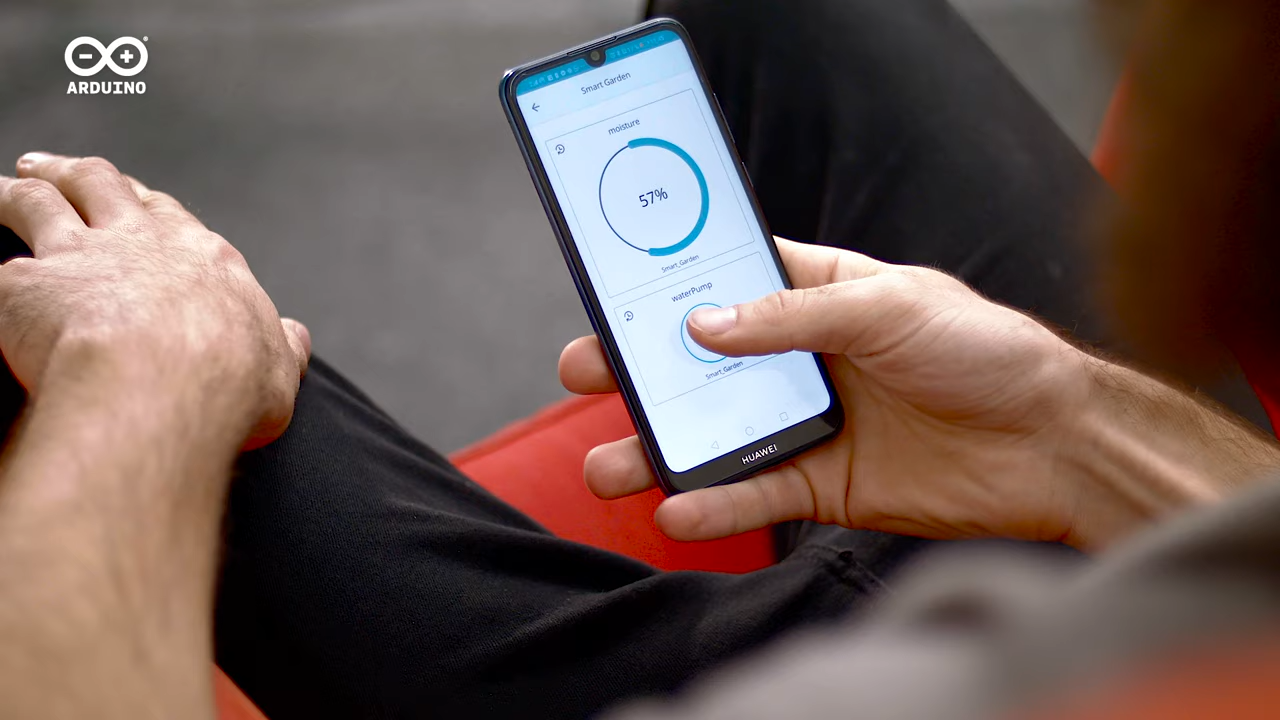 ARDUINO
Smart Garden
moisture
57%
Smart_Garden
waterPump
Smart_Garden
HUAWEI